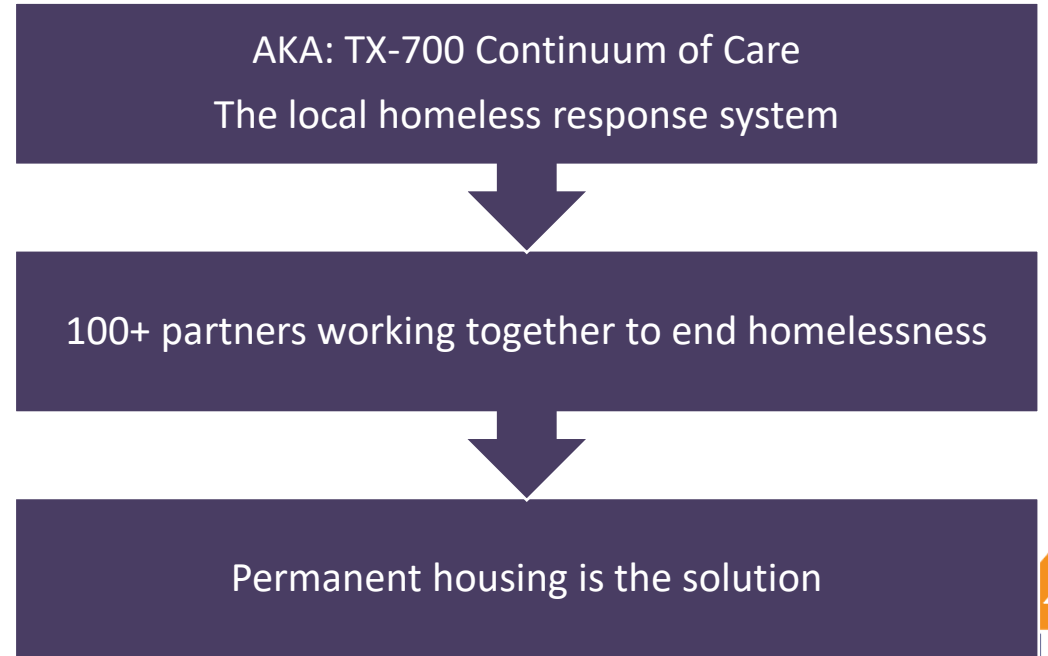 AKA: TX-700 Continuum of Care
The local homeless response system
100+ partners working together to end homelessness
Permanent housing is the solution